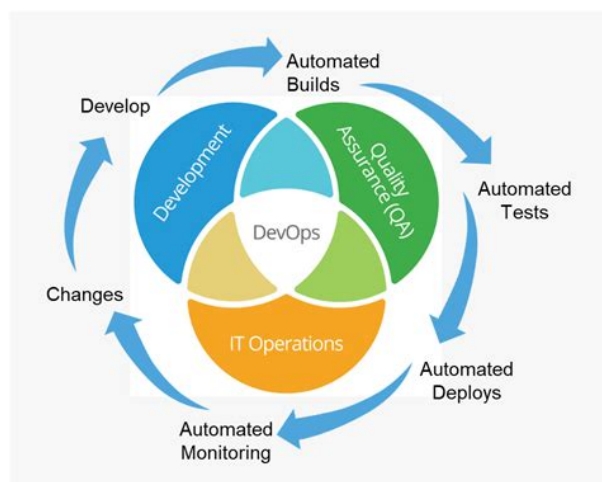 Automated
Builds
Develop
Development
Quality
Assurance (QA)
Automated
Tests
DevOps
Changes
IT Operations
Automated
Deploys
Automated
Monitoring